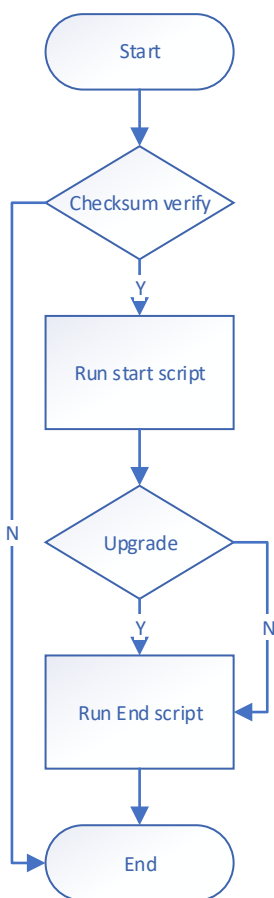 Start
Checksum verify
Y
Run start script
N
Upgrade
Y
N
Run End script
End